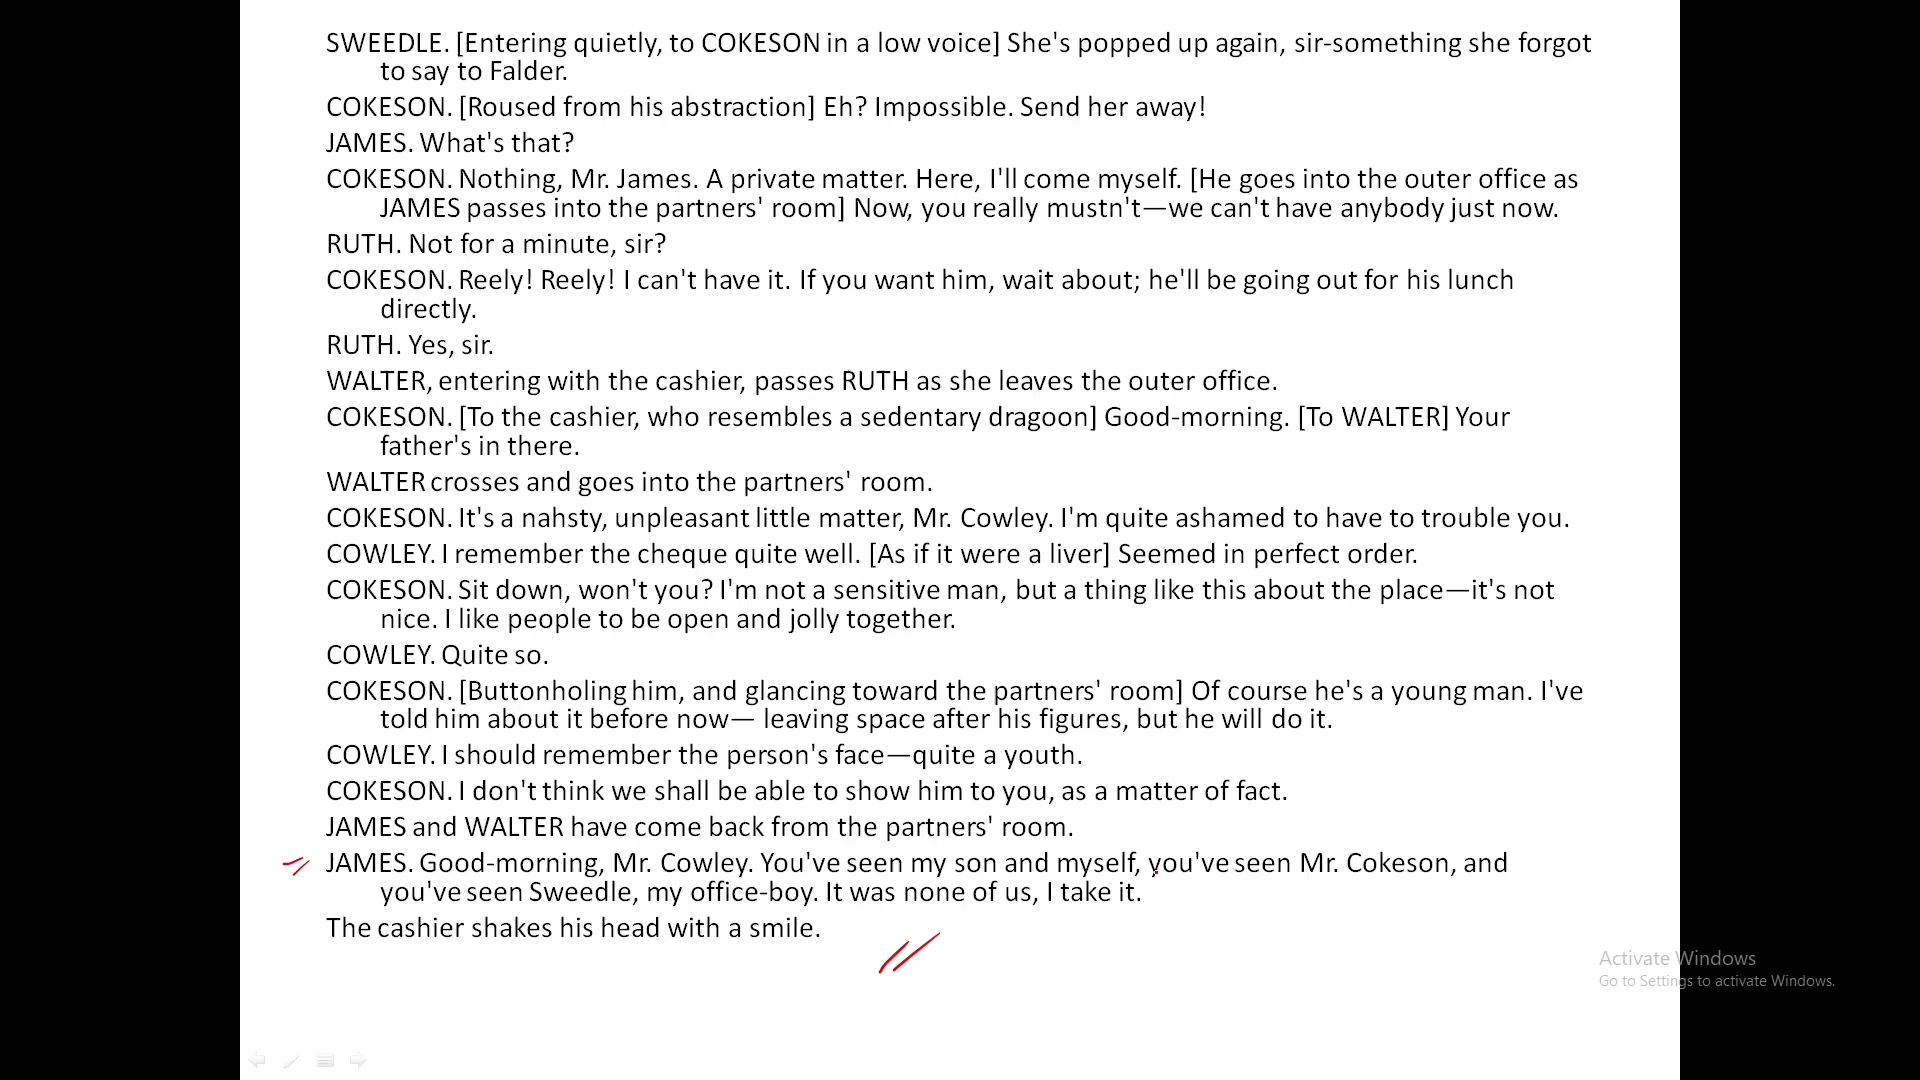 SWEEDLE. [Entering quietly, to COKESON in a low voice] She's popped up again, sir-something she forgot
to say to Falder.
COKESON. [Roused from his abstraction] Eh? Impossible. Send her away!
JAMES. What's that?
COKESON. Nothing, Mr. James. A private matter. Here, I'll come myself. [He goes into the outer office as
JAMES passes into the partners' room] Now, you really mustn't—we can't have anybody just now.
RUTH. Not for a minute, sir?
COKESON. Reely! Reely! I can't have it. If you want him, wait about; he'll be going out for his lunch
directly.
RUTH. Yes, sir.
WALTER, entering with the cashier, passes RUTH as she leaves the outer office.
COKESON. [To the cashier, who resembles a sedentary dragoon] Good-morning. [To WALTER] Your
father's in there.
WALTER crosses and goes into the partners' room.
COKESON. It's a nahsty, unpleasant little matter, Mr. Cowley. I'm quite ashamed to have to trouble you.
COWLEY. I remember the cheque quite well. [As if it were a liver] Seemed in perfect order.
COKESON. Sit down, won't you? I'm not a sensitive man, but a thing like this about the place—it's not
nice. I like people to be open and jolly together.
COWLEY. Quite so.
COKESON. [Buttonholing him, and glancing toward the partners' room] Of course he's a young man. I've
told him about it before now— leaving space after his figures, but he will do it.
COWLEY. I should remember the person's face—quite a youth.
COKESON. I don't think we shall be able to show him to you, as a matter of fact.
JAMES and WALTER have come back from the partners' room.
JAMES. Good-morning, Mr. Cowley. You've seen my son and myself, you've seen Mr. Cokeson, and
you've seen Sweedle, my office-boy. It was none of us, I take it.
The cashier shakes his head with a smile.
Activate Windows
Go to Settings to activate Windows.